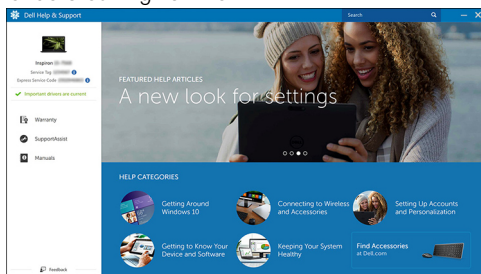 Dell Help & Support
Search
Inspiron
Service Tag
Express Service Code
Important drivers are current
Warranty
SupportAssist
Manuals
Feedback
FEATURED HELP ARTICLES
A new look for settings
HELP CATEGORIES
Getting Around
Windows 10
Connecting to Wireless
and Accessories
Setting Up Accounts
and Personalization
Getting to Know Your
Device and Software
Keeping Your System
Healthy
Find Accessories
at Dell.com